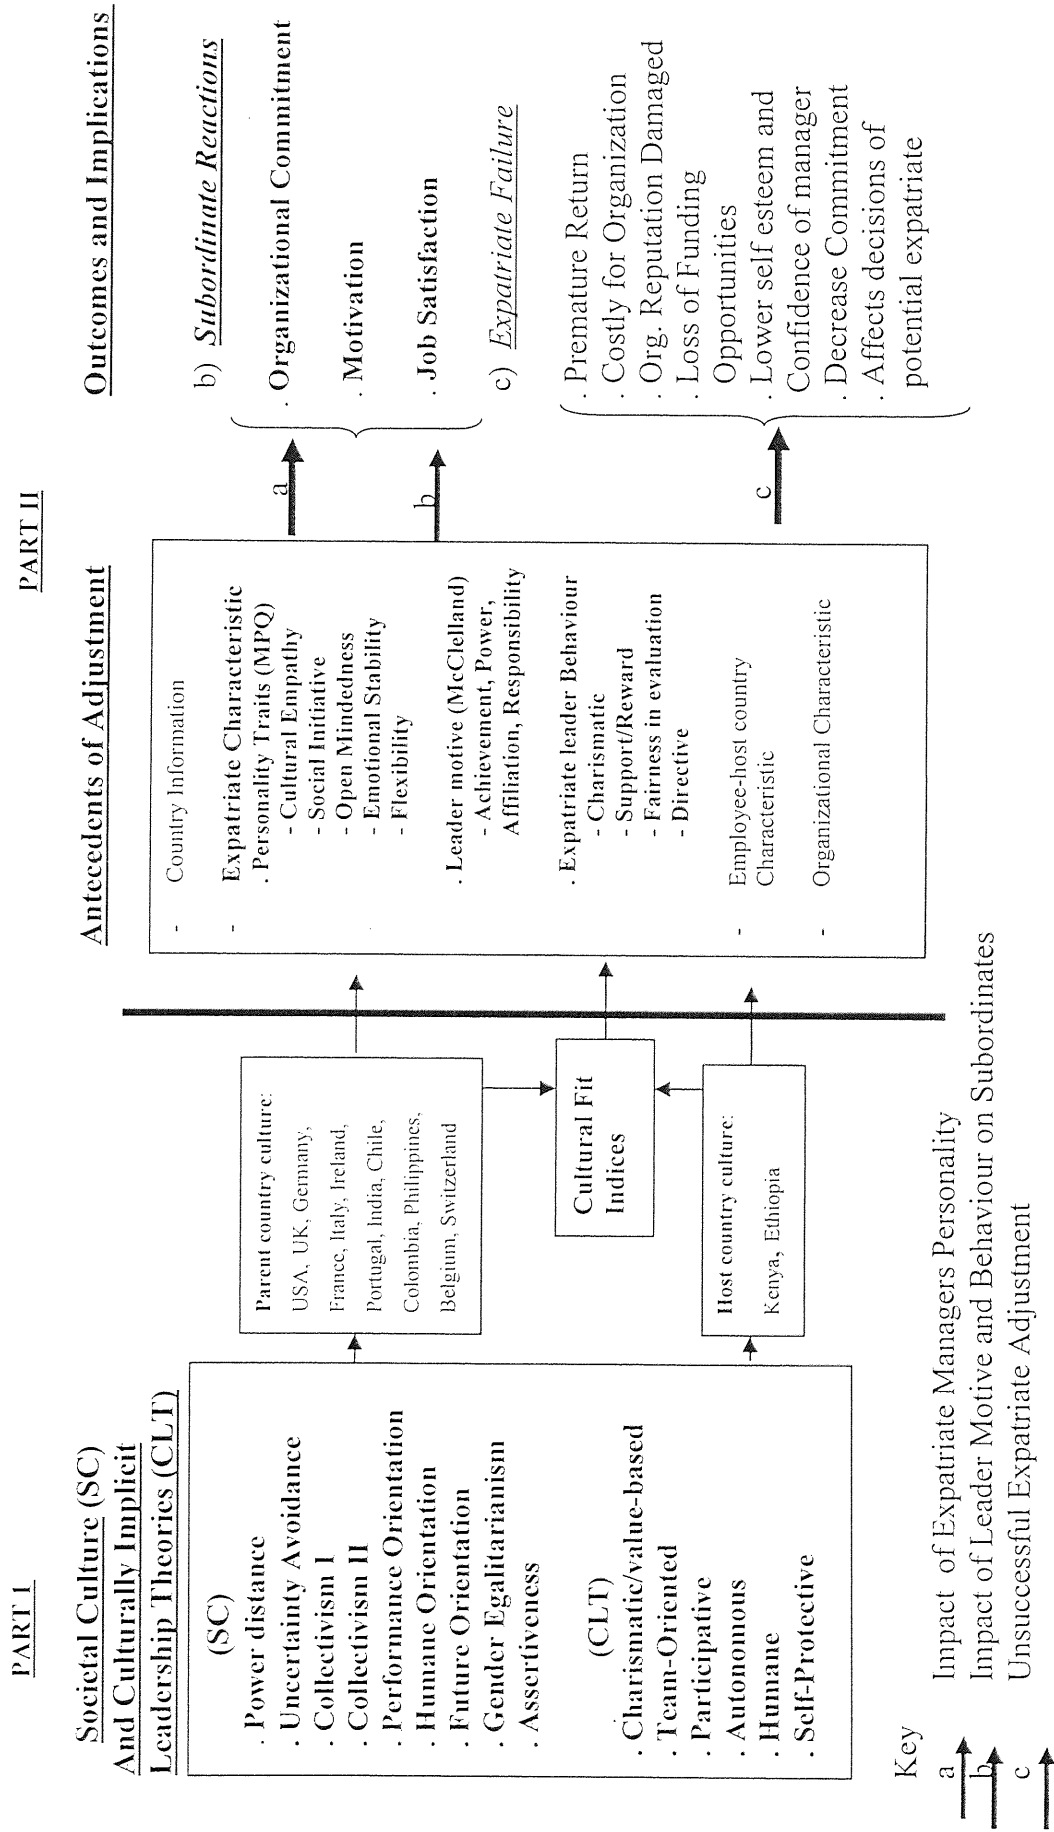 PART I
Societal Culture (SC)
And Culturally Implicit
Leadership Theories (CLT)
(SC)
. Power distance
. Uncertainty Avoidance
. Collectivism I
. Collectivism II
. Performance Orientation
. Humane Orientation
. Future Orientation
. Gender Egalitarianism
. Assertiveness
(CLT)
. Charismatic/value-based
. Team-Oriented
. Participative
. Autonomous
. Humane
. Self-Protective
Parent country culture:
USA, UK, Germany,
France, Italy, Ireland,
Portugal, India, Chile,
Colombia, Philippines,
Belgium, Switzerland
Cultural Fit
Indices
Host country culture:
Kenya, Ethiopia
PART II
Antecedents of Adjustment
- Country Information
- Expatriate Characteristic
. Personality Traits (MPQ)
- Cultural Empathy
- Social Initiative
- Open Mindedness
- Emotional Stability
- Flexibility
. Leader motive (McClelland)
- Achievement, Power,
Affiliation, Responsibility
. Expatriate leader Behaviour
- Charismatic
- Support/Reward
- Fairness in evaluation
- Directive
- Employee-host country
Characteristic
- Organizational Characteristic
a
b
c
Outcomes and Implications
b) Subordinate Reactions
. Organizational Commitment
. Motivation
. Job Satisfaction
c) Expatriate Failure
. Premature Return
. Costly for Organization
. Org. Reputation Damaged
. Loss of Funding
Opportunities
. Lower self esteem and
Confidence of manager
. Decrease Commitment
. Affects decisions of
potential expatriate
Key
a Impact of Expatriate Managers Personality
b Impact of Leader Motive and Behaviour on Subordinates
c Unsuccessful Expatriate Adjustment